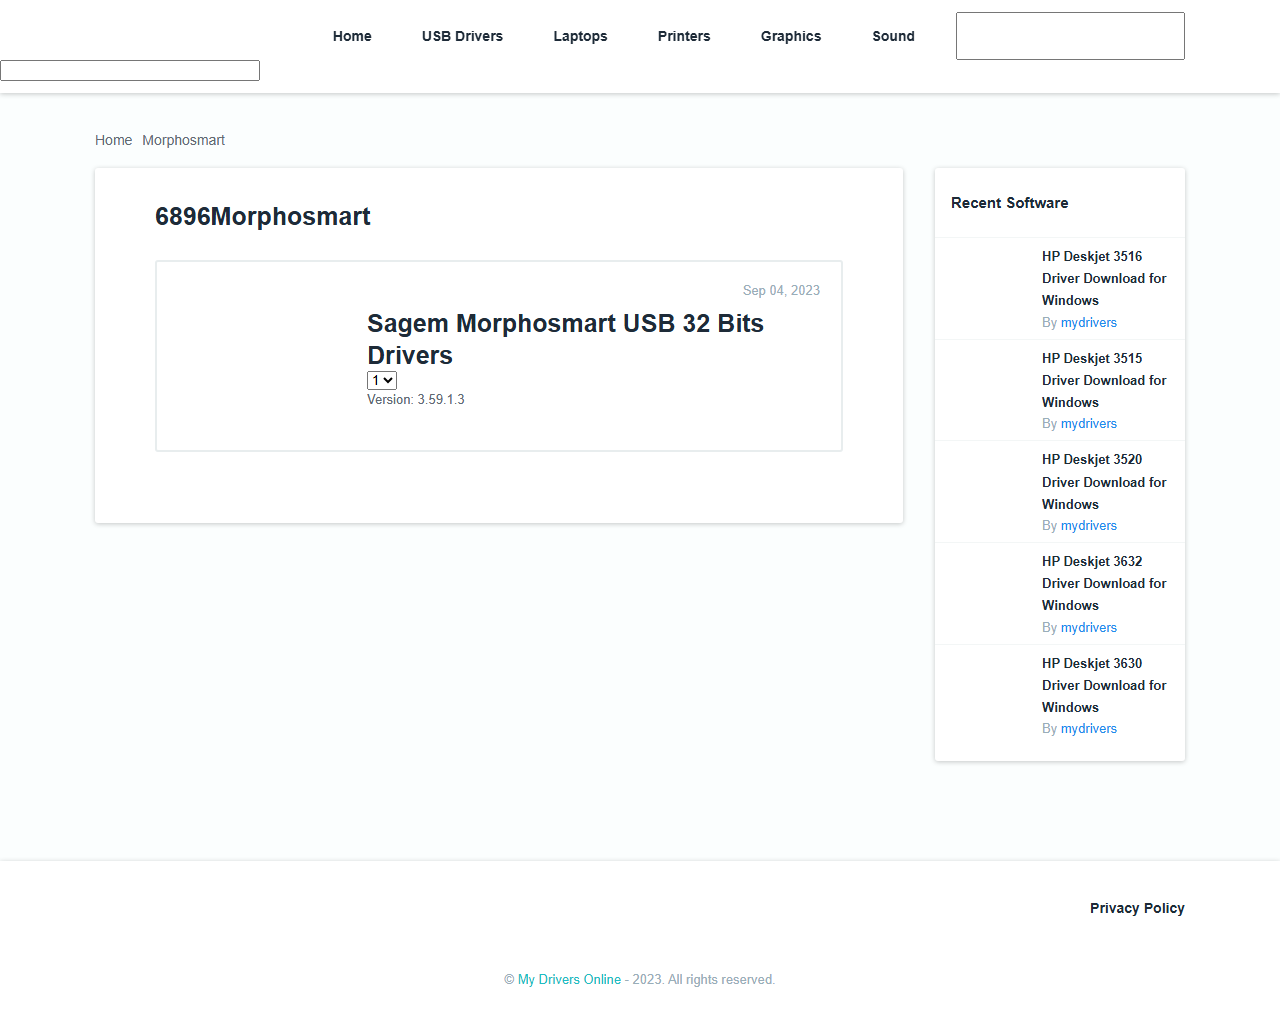 Home USB Drivers Laptops Printers Graphics Sound
Home Morphosmart
6896Morphosmart
Sep 04, 2023
Sagem Morphosmart USB 32 Bits
Drivers
1
Version: 3.59.1.3
Recent Software
HP Deskjet 3516
Driver Download for
Windows
By mydrivers
HP Deskjet 3515
Driver Download for
Windows
By mydrivers
HP Deskjet 3520
Driver Download for
Windows
By mydrivers
HP Deskjet 3632
Driver Download for
Windows
By mydrivers
HP Deskjet 3630
Driver Download for
Windows
By mydrivers
Privacy Policy
© My Drivers Online - 2023. All rights reserved.